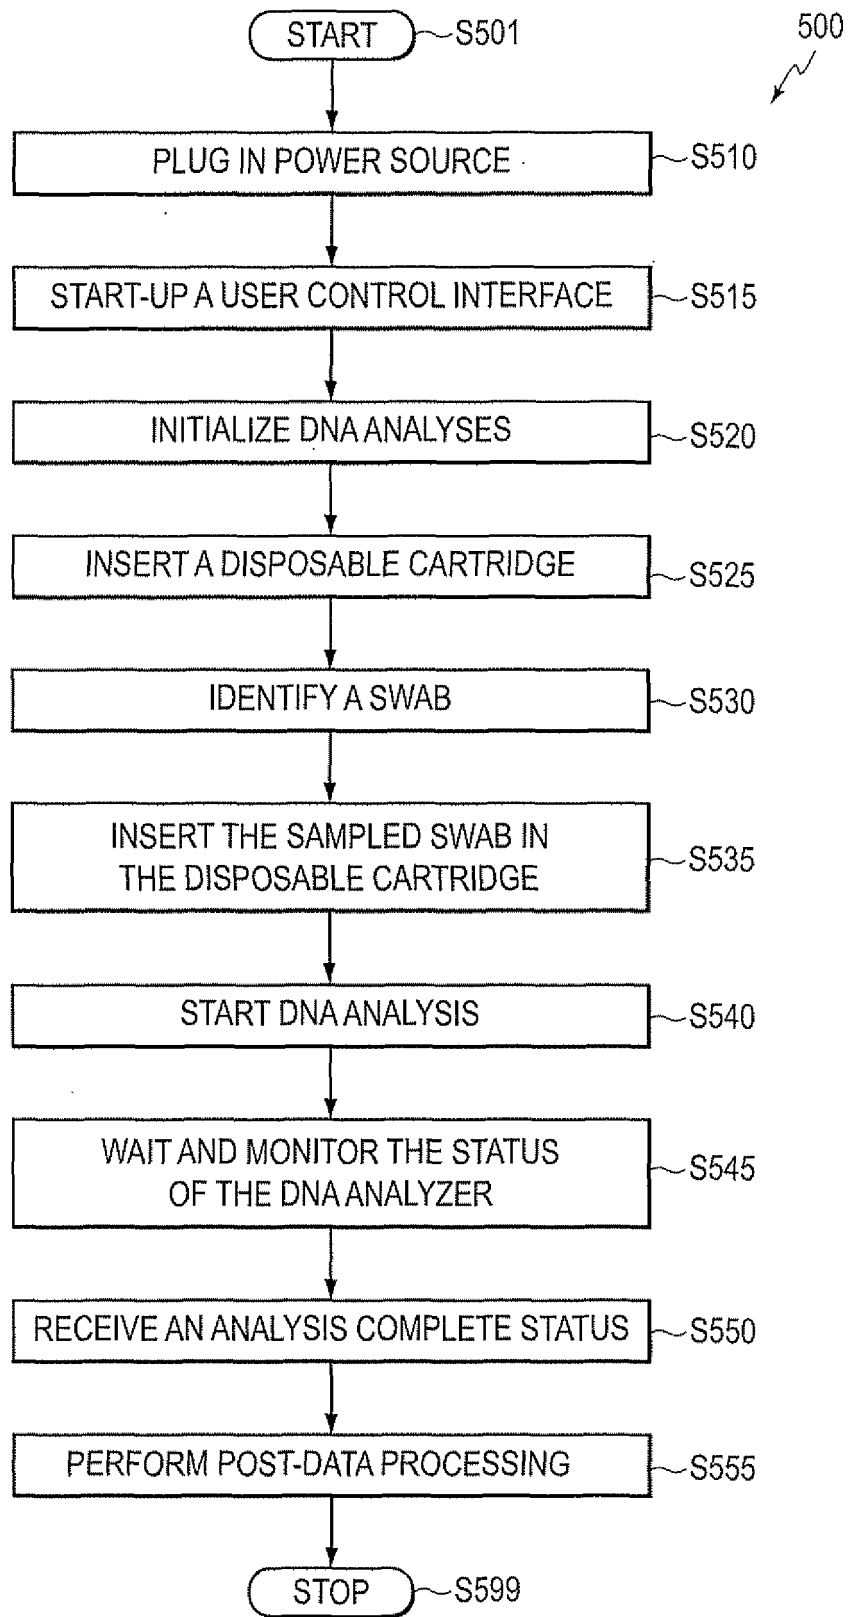 START S501
500
PLUG IN POWER SOURCE S510
START-UP A USER CONTROL INTERFACE S515
INITIALIZE DNA ANALYSES S520
INSERT A DISPOSABLE CARTRIDGE S525
IDENTIFY A SWAB S530
INSERT THE SAMPLED SWAB IN
THE DISPOSABLE CARTRIDGE S535
START DNA ANALYSIS S540
WAIT AND MONITOR THE STATUS
OF THE DNA ANALYZER S545
RECEIVE AN ANALYSIS COMPLETE STATUS S550
PERFORM POST-DATA PROCESSING S555
STOP S599